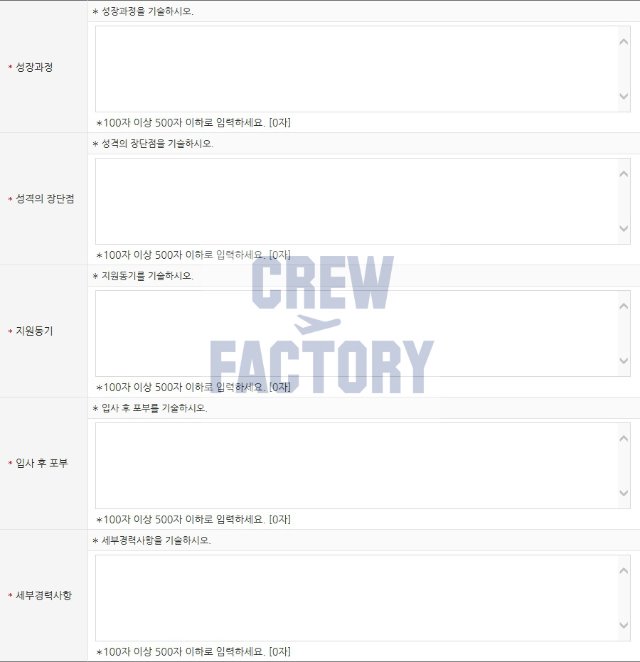 * 성장과정을 기술하시오.
* 성장과정
*100자 이상 500자 이하로 입력하세요. [0자]
* 성격의 장단점을 기술하시오.
* 성격의 장단점
*100자 이상 500자 이하로 입력하세요. [0자]
* 지원동기를 기술하시오.
* 지원동기
*100자 이상 500자 이하로 입력하세요. [0자]
* 입사 후 포부를 기술하시오.
* 입사 후 포부
*100자 이상 500자 이하로 입력하세요. [0자]
* 세부경력사항을 기술하시오.
* 세부경력사항
*100자 이상 500자 이하로 입력하세요. [0자]
CREW
FACTORY